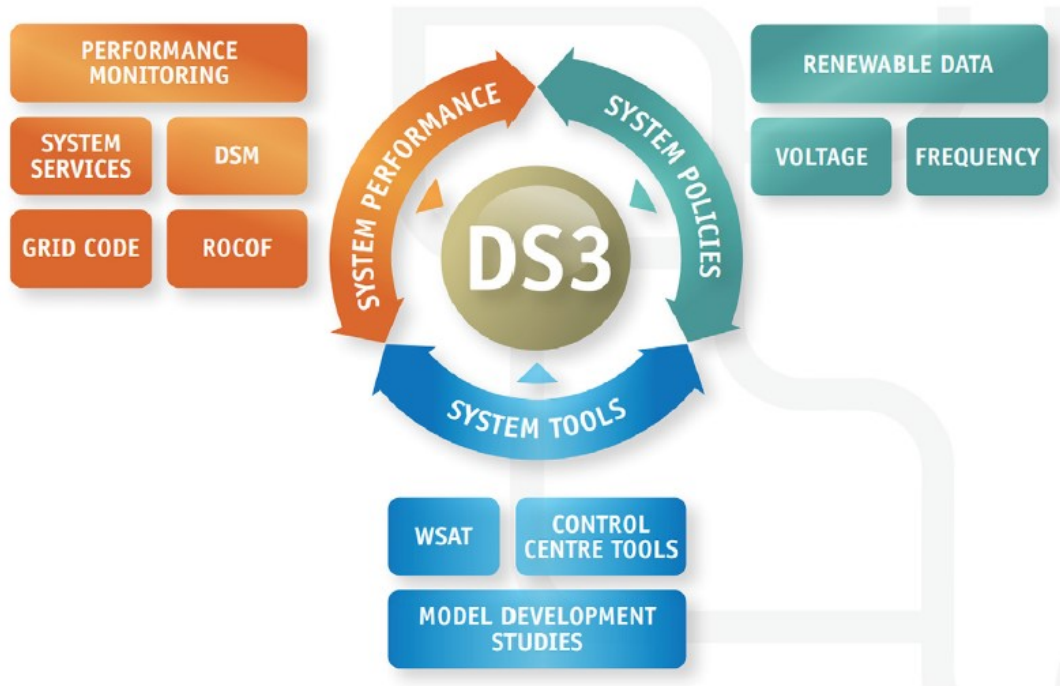 PERFORMANCE
MONITORING
SYSTEM
SERVICES
DSM
GRID CODE
ROCOF
SYSTEM PERFORMANCE
SYSTEM POLICIES
DS3
SYSTEM TOOLS
RENEWABLE DATA
VOLTAGE
FREQUENCY
WSAT
CONTROL
CENTRE TOOLS
MODEL DEVELOPMENT
STUDIES